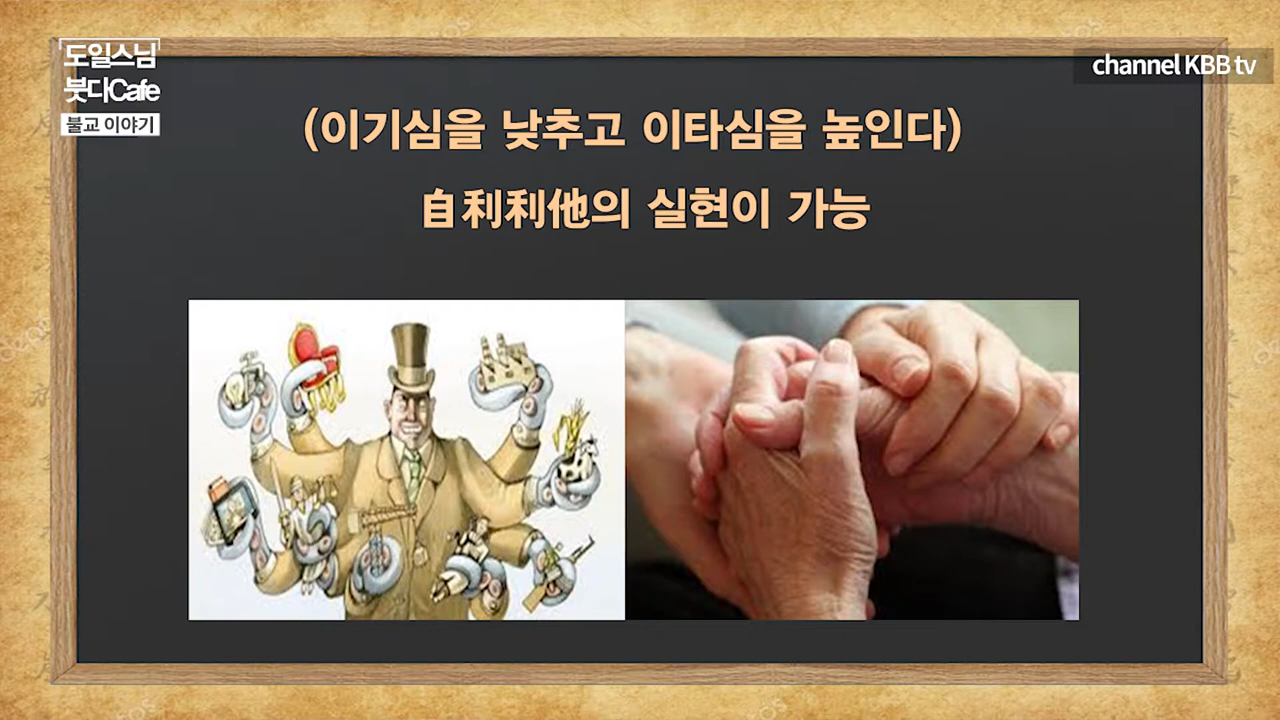 도일스님
붓다Cafe
불교 이야기
channel KBB tv
(이기심을 낮추고 이타심을 높인다)
自利利他의 실현이 가능